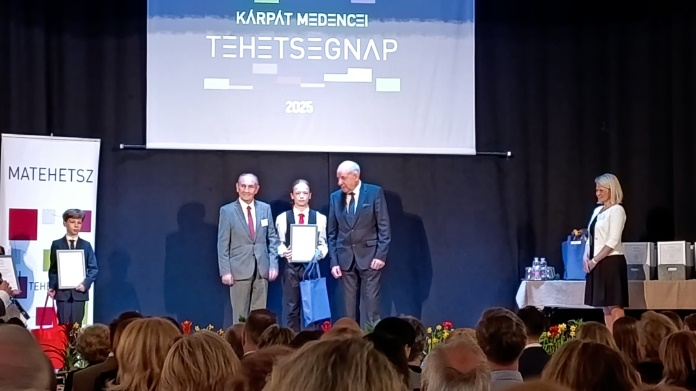 KÁRPÁT MEDENCEI
TEHETSÉGNAP
2025
MATEHETSZ